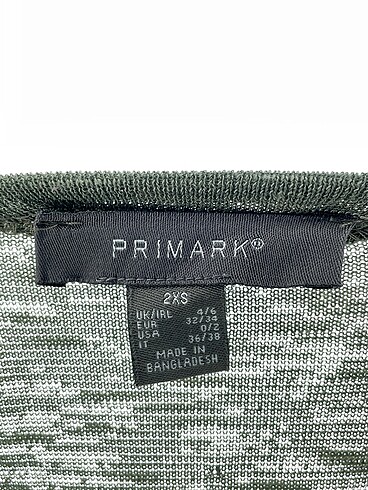 PRIMARK®
2XS
UK/IRL 4/6
EUR 32/34
USA 0/2
IT 36/38
MADE IN
BANGLADESH